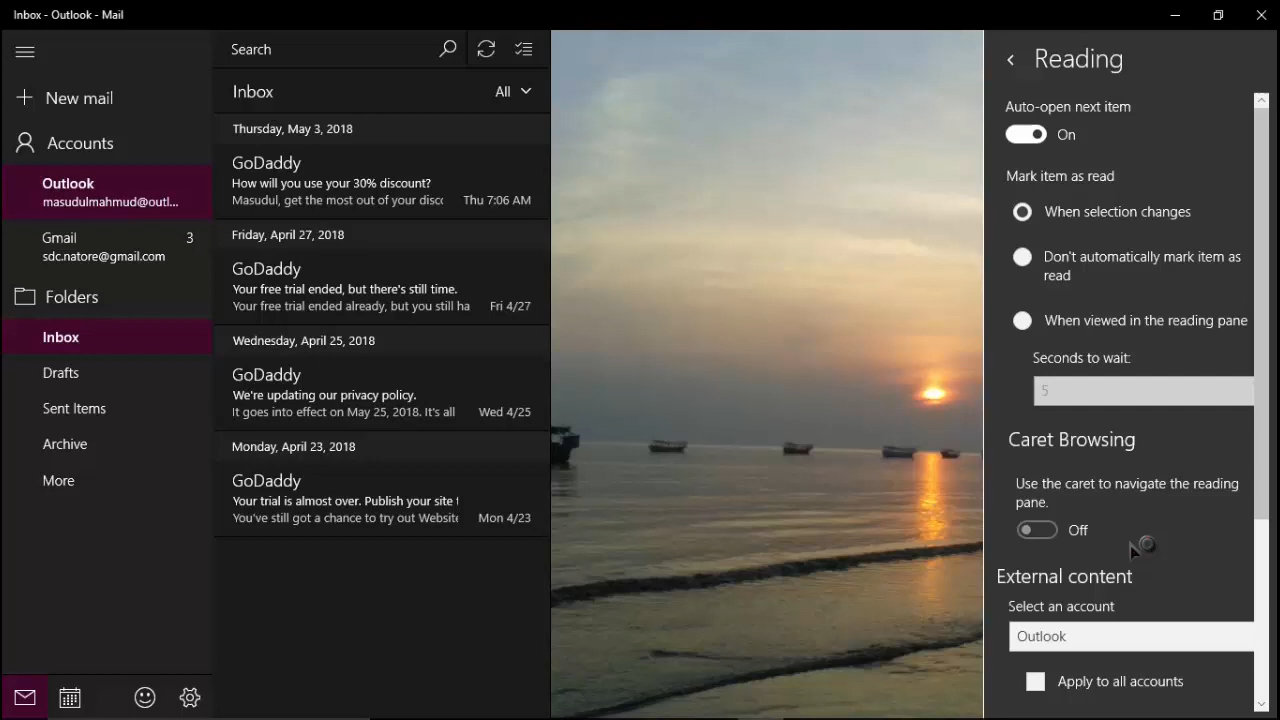 Inbox - Outlook - Mail
New mail
Accounts
Outlook
masudulmahmud@outl...
Gmail 3
sdc.natore@gmail.com
Folders
Inbox
Drafts
Sent Items
Archive
More
Search
Inbox All
Thursday, May 3, 2018
GoDaddy
How will you use your 30% discount?
Masudul, get the most out of your disco Thu 7:06 AM
Friday, April 27, 2018
GoDaddy
Your free trial ended, but there's still time.
Your free trial ended already, but you still ha Fri 4/27
Wednesday, April 25, 2018
GoDaddy
We're updating our privacy policy.
It goes into effect on May 25, 2018. It's all Wed 4/25
Monday, April 23, 2018
GoDaddy
Your trial is almost over. Publish your site
You've still got a chance to try out Website Mon 4/23
Reading
Auto-open next item
On
Mark item as read
When selection changes
Don't automatically mark item as
read
When viewed in the reading pane
Seconds to wait:
5
Caret Browsing
Use the caret to navigate the reading
pane.
Off
External content
Select an account
Outlook
Apply to all accounts